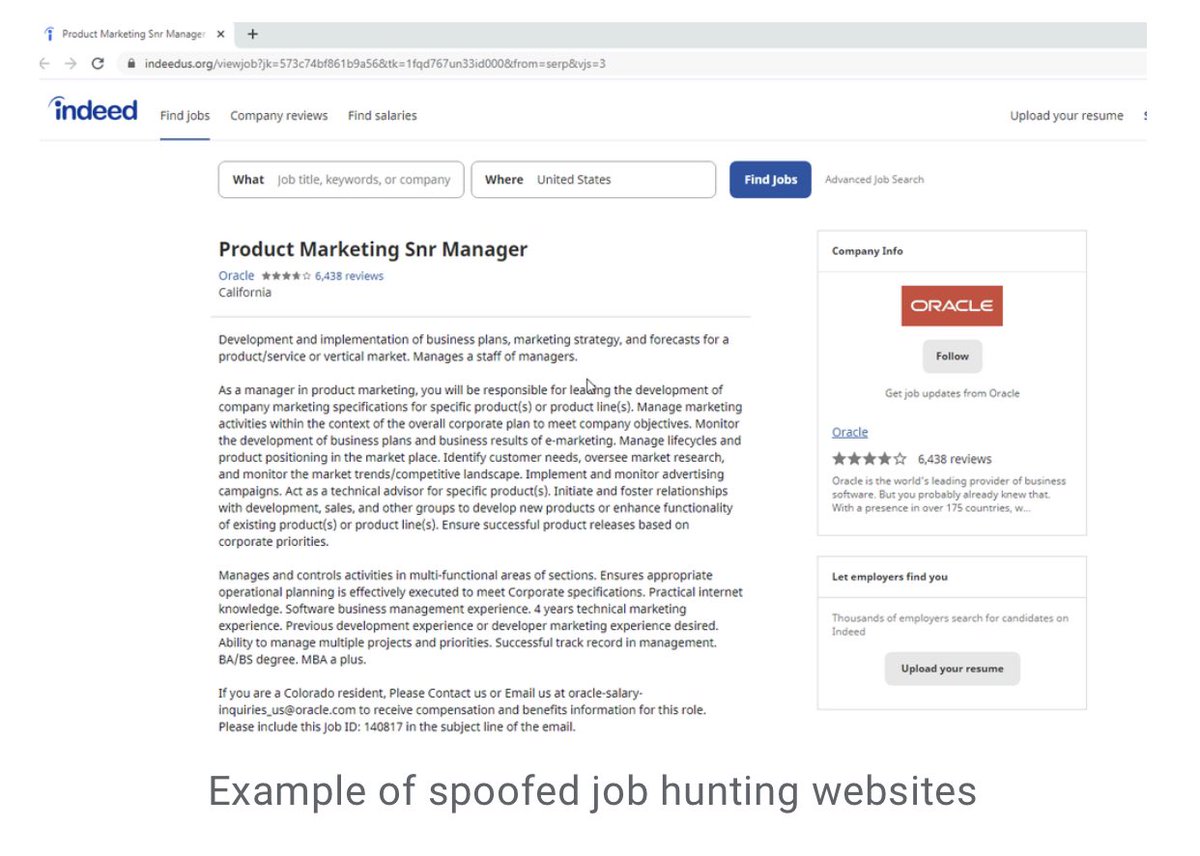 Product Marketing Snr Manager
indeedus.org/viewjob?jk=573c74bf861b9a56&tk=1fqd767un33id000&from=serp&vjs=3
indeed Find jobs Company reviews Find salaries Upload your resume
What Job title, keywords, or company Where United States Find Jobs Advanced Job Search
Product Marketing Snr Manager
Oracle 6,438 reviews
California
Development and implementation of business plans, marketing strategy, and forecasts for a
product/service or vertical market. Manages a staff of managers.
As a manager in product marketing, you will be responsible for leading the development of
company marketing specifications for specific product(s) or product line(s). Manage marketing
activities within the context of the overall corporate plan to meet company objectives. Monitor
the development of business plans and business results of e-marketing. Manage lifecycles and
product positioning in the market place. Identify customer needs, oversee market research,
and monitor the market trends/competitive landscape. Implement and monitor advertising
campaigns. Act as a technical advisor for specific product(s). Initiate and foster relationships
with development, sales, and other groups to develop new products or enhance functionality
of existing product(s) or product line(s). Ensure successful product releases based on
corporate priorities.
Manages and controls activities in multi-functional areas of sections. Ensures appropriate
operational planning is effectively executed to meet Corporate specifications. Practical internet
knowledge. Software business management experience. 4 years technical marketing
experience. Previous development experience or developer marketing experience desired.
Ability to manage multiple projects and priorities. Successful track record in management.
BA/BS degree. MBA a plus.
If you are a Colorado resident, Please Contact us or Email us at oracle-salary-
inquiries_us@oracle.com to receive compensation and benefits information for this role.
Please include this Job ID: 140817 in the subject line of the email.
Company Info
ORACLE
Follow
Get job updates from Oracle
Oracle
6,438 reviews
Oracle is the world's leading provider of business
software. But you probably already knew that.
With a presence in over 175 countries, w...
Let employers find you
Thousands of employers search for candidates on
Indeed
Upload your resume
Example of spoofed job hunting websites